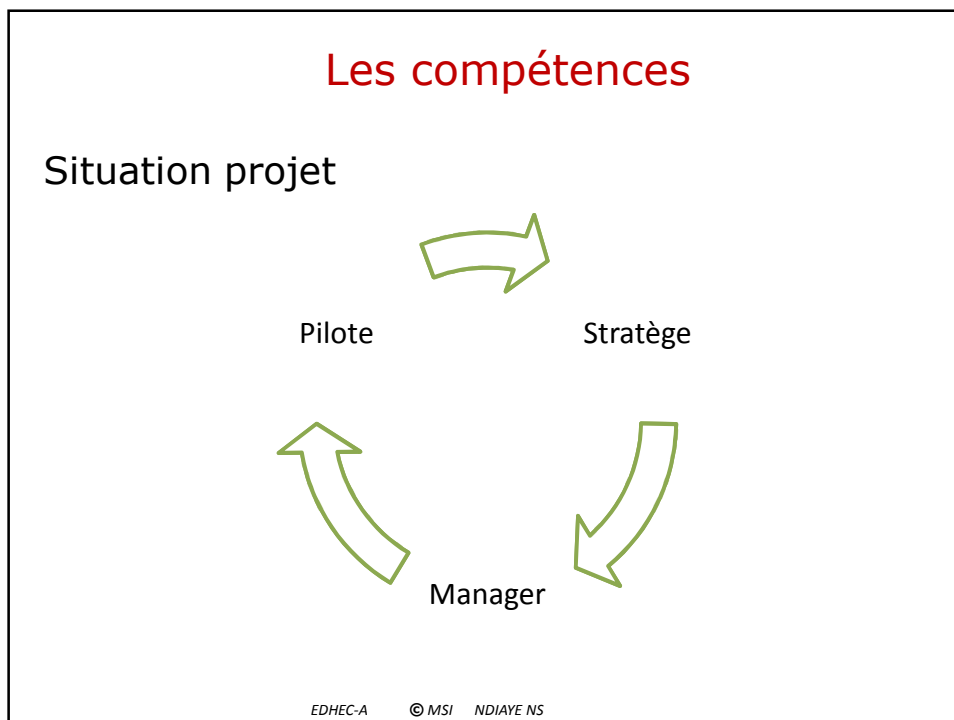 Les compétences
Situation projet
Pilote
Stratège
Manager
EDHEC-A © MSI NDIAYE NS